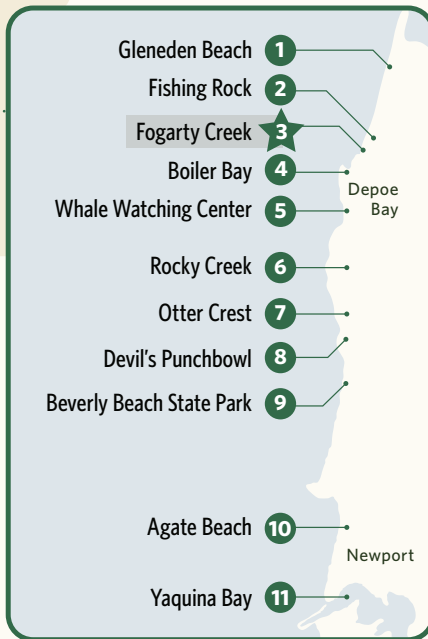 Gleneden Beach 1
Fishing Rock 2
Fogarty Creek 3
Boiler Bay 4
Depoe
Bay
Whale Watching Center 5
Rocky Creek 6
Otter Crest 7
Devil's Punchbowl 8
Beverly Beach State Park 9
Agate Beach 10
Newport
Yaquina Bay 11